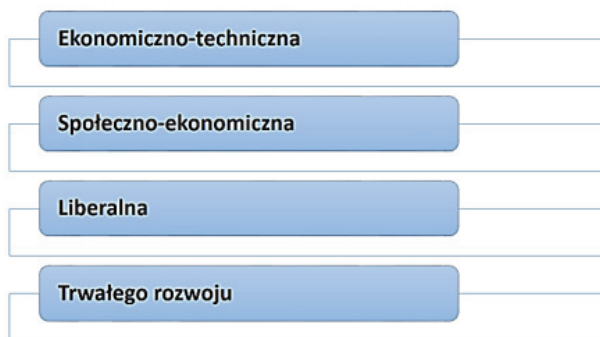 Ekonomiczno-techniczna
Społeczno-ekonomiczna
Liberalna
Trwałego rozwoju